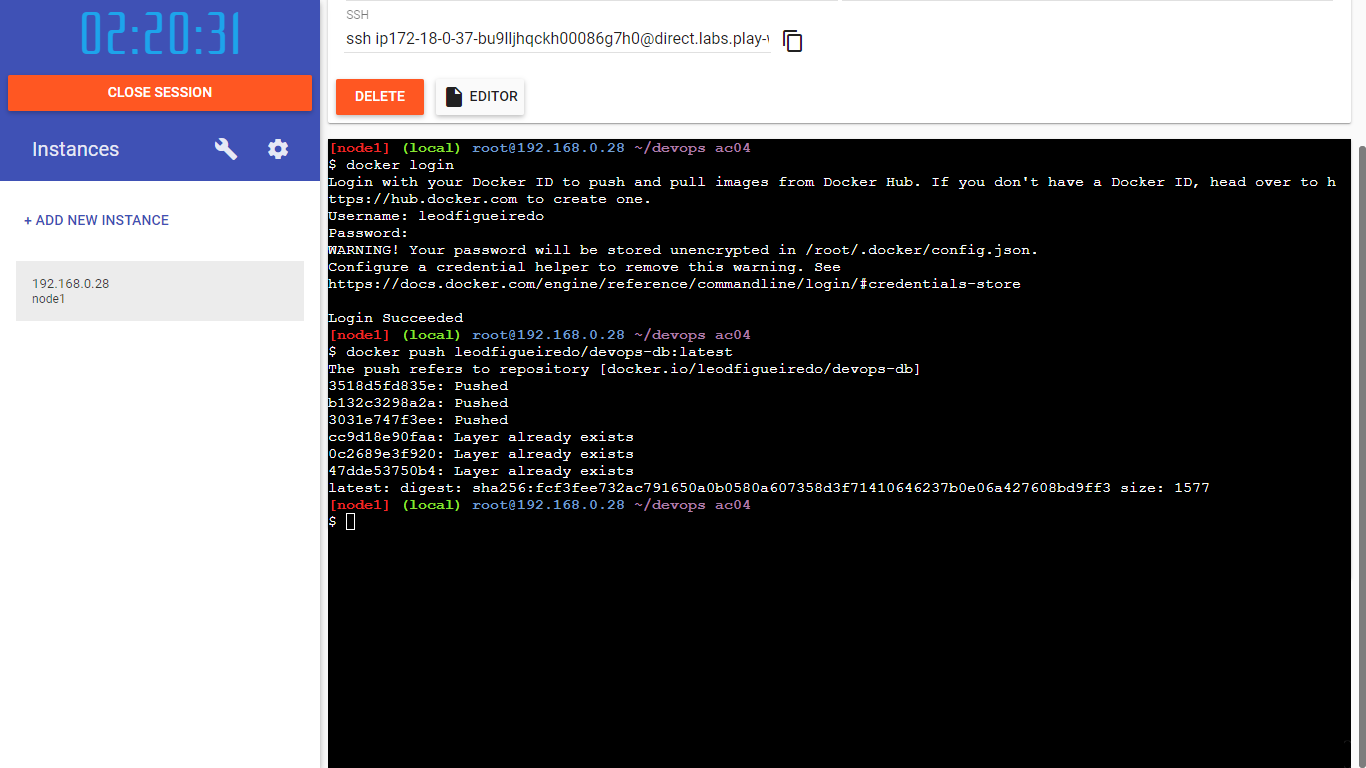 02:20:31
CLOSE SESSION
Instances
+ ADD NEW INSTANCE
192.168.0.28
node1
SSH
ssh ip172-18-0-37-bu9lljhqckh00086g7h0@direct.labs.play-w
DELETE
EDITOR
[node1] (local) root@192.168.0.28 ~/devops ac04
$ docker login
Login with your Docker ID to push and pull images from Docker Hub. If you don't have a Docker ID, head over to h
ttps://hub.docker.com to create one.
Username: leodfigueiredo
Password:
WARNING! Your password will be stored unencrypted in /root/.docker/config.json.
Configure a credential helper to remove this warning. See
https://docs.docker.com/engine/reference/commandline/login/#credentials-store
Login Succeeded
[node1] (local) root@192.168.0.28 ~/devops ac04
$ docker push leodfigueiredo/devops-db:latest
The push refers to repository [docker.io/leodfigueiredo/devops-db]
3518d5fd835e: Pushed
b132c3298a2a: Pushed
3031e747f3ee: Pushed
cc9d18e90faa: Layer already exists
0c2689e3f920: Layer already exists
47dde53750b4: Layer already exists
latest: digest: sha256:fcf3fee732ac791650a0b0580a607358d3f71410646237b0e06a427608bd9ff3 size: 1577
[node1] (local) root@192.168.0.28 ~/devops ac04
$